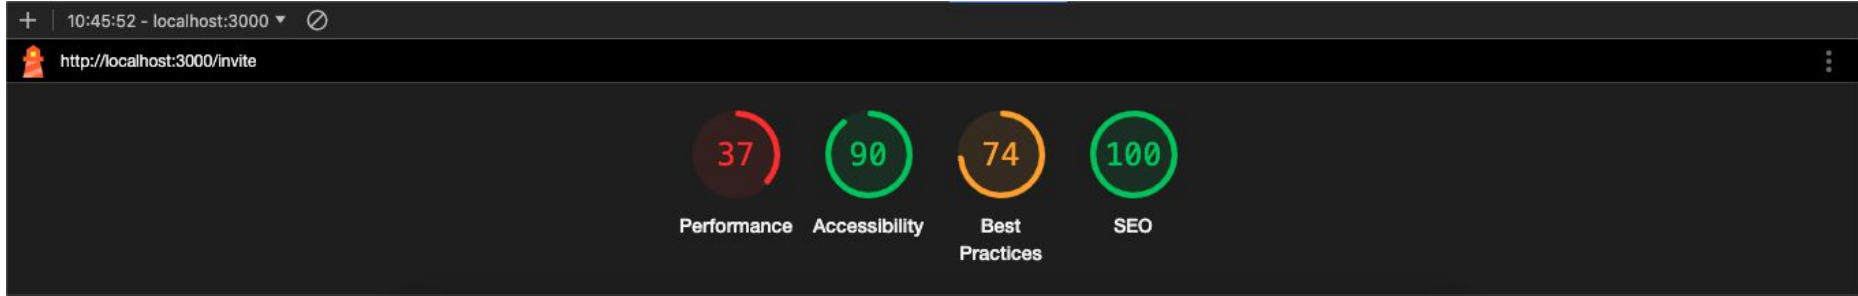 10:45:52 - localhost:3000
http://localhost:3000/invite
37 90 74 100
Performance Accessibility Best Practices SEO